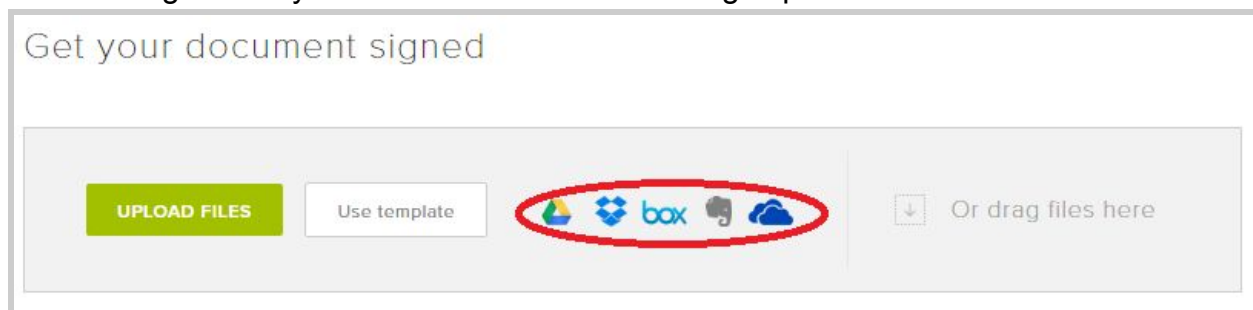 Get your document signed
UPLOAD FILES Use template box Or drag files here